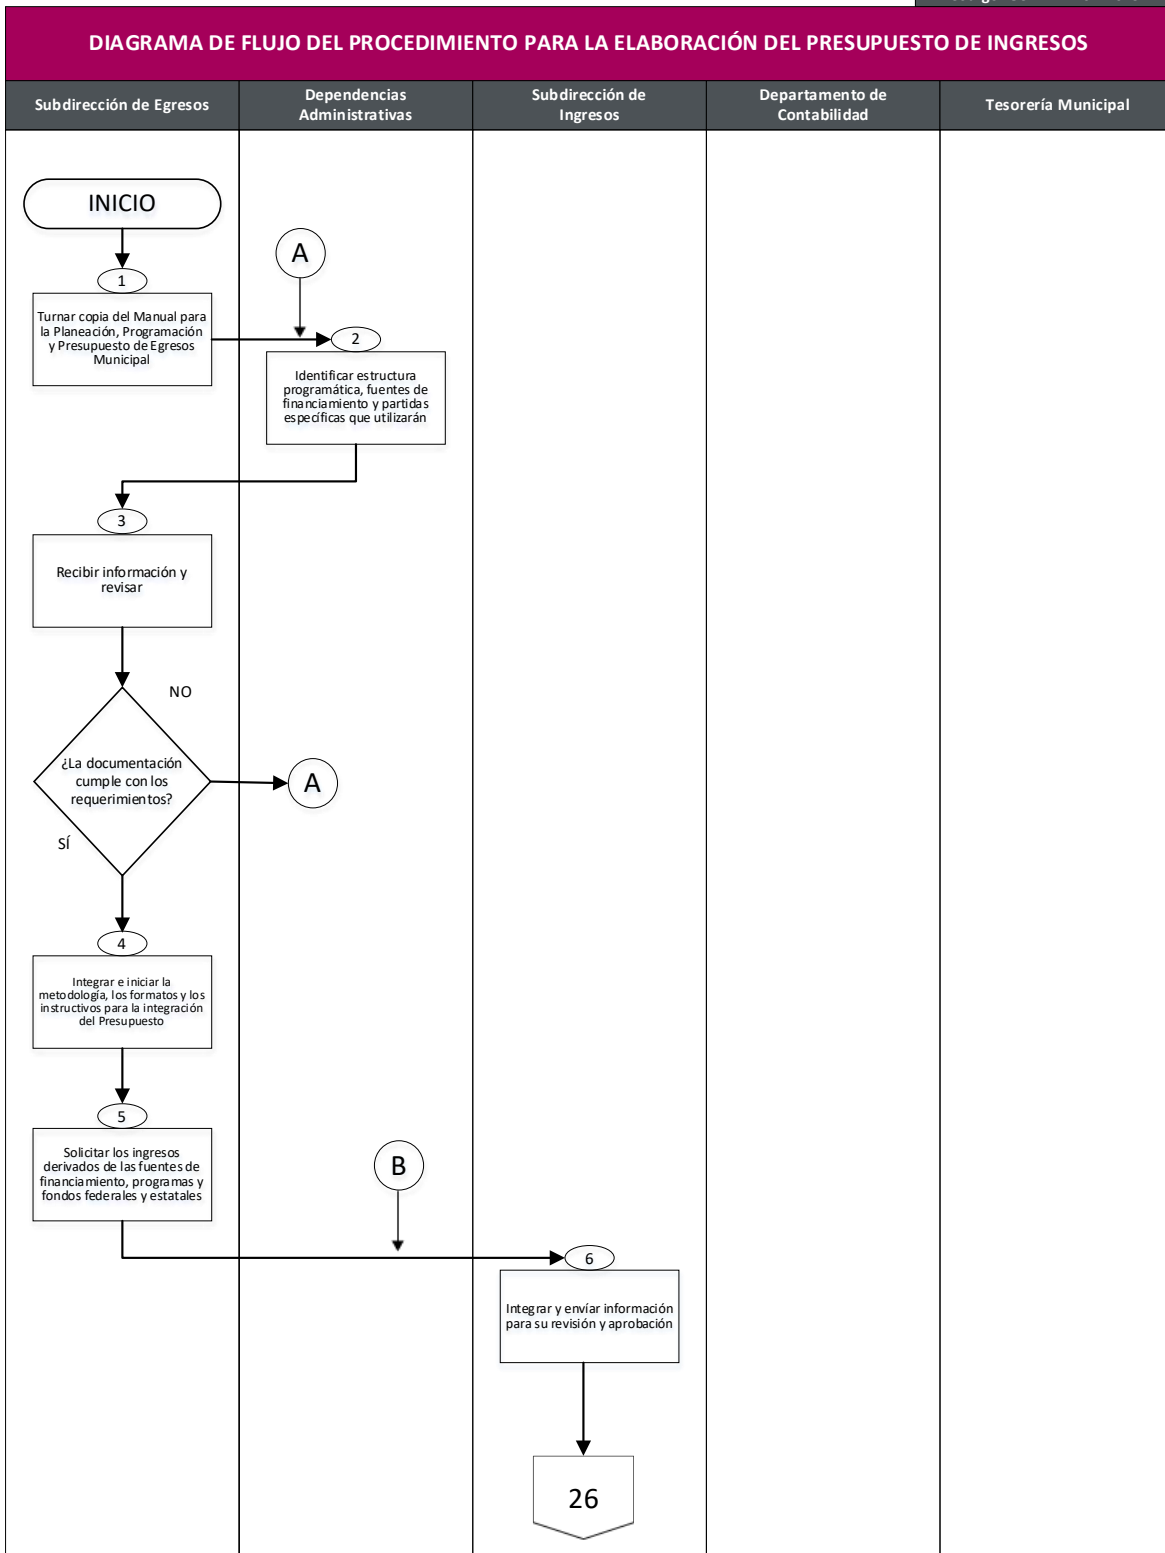 DIAGRAMA DE FLUJO DEL PROCEDIMIENTO PARA LA ELABORACIÓN DEL PRESUPUESTO DE INGRESOS
Subdirección de Egresos
Dependencias
Administrativas
Subdirección de
Ingresos
Departamento de
Contabilidad
Tesorería Municipal
INICIO
A
1
Turnar copia del Manual para
la Planeación, Programación
y Presupuesto de Egresos
Municipal
2
Identificar estructura
programática, fuentes de
financiamiento y partidas
específicas que utilizarán
3
Recibir información y
revisar
NO
¿La documentación
cumple con los
requerimientos?
A
SÍ
4
Integrar e iniciar la
metodología, los formatos y los
instructivos para la integración
del Presupuesto
5
Solicitar los ingresos
derivados de las fuentes de
financiamiento, programas y
fondos federales y estatales
B
6
Integrar y envíar información
para su revisión y aprobación
26